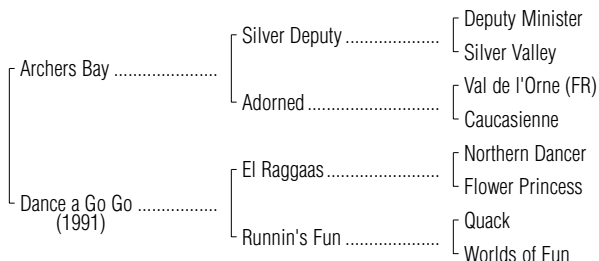 Deputy Minister
Silver Deputy ...................
Silver Valley
Archers Bay .....................
Val de l'Orne (FR)
Adorned ..........................
Caucasienne
Northern Dancer
El Raggaas ......................
Flower Princess
Dance a Go Go ................
(1991)
Quack
Runnin's Fun ...................
Worlds of Fun